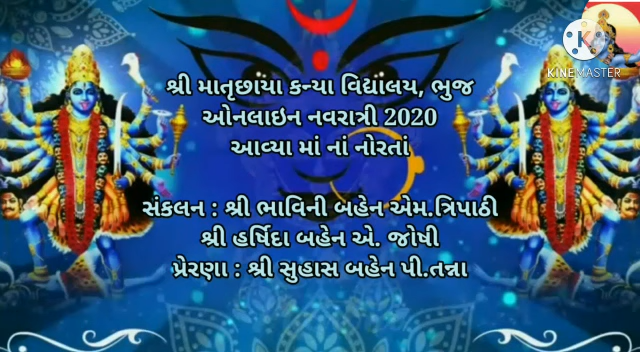 શ્રી માતૃછાયા કન્યા વિદ્યાલય, ભુજ
ઓનલાઇન નવરાત્રી 2020
આવ્યા માં નાં નોરતાં
સંકલન : શ્રી ભાવિની બહેન એમ.ત્રિપાઠી
શ્રી હર્ષિદા બહેન એ. જોષી
પ્રેરણા : શ્રી સુહાસ બહેન પી.તન્ના
KINEMASTER